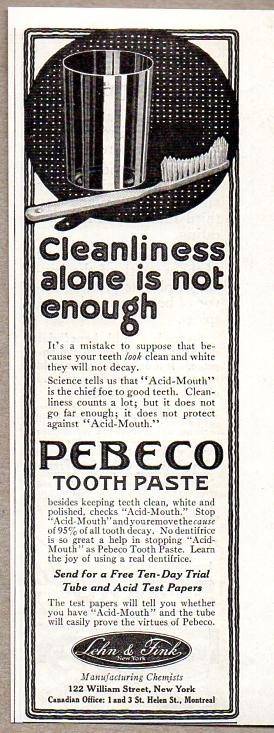 Cleanliness
alone is not
enough
It's a mistake to suppose that be-
cause your teeth look clean and white
they will not decay.
Science tells us that "Acid-Mouth"
is the chief foe to good teeth. Clean-
liness counts a lot; but it does not
go far enough; it does not protect
against "Acid-Mouth."
PEBECO
TOOTH PASTE
besides keeping teeth clean, white and
polished, checks "Acid-Mouth." Stop
"Acid-Mouth" and you remove the cause
of 95% of all tooth decay. No dentifrice
is so great a help in stopping "Acid-
Mouth" as Pebeco Tooth Paste. Learn
the joy of using a real dentifrice.
Send for a Free Ten-Day Trial
Tube and Acid Test Papers
The test papers will tell you whether
you have "Acid-Mouth" and the tube
will easily prove the virtues of Pebeco.
Lehn & Fink
New York
Manufacturing Chemists
122 William Street, New York
Canadian Office: 1 and 3 St. Helen St., Montreal